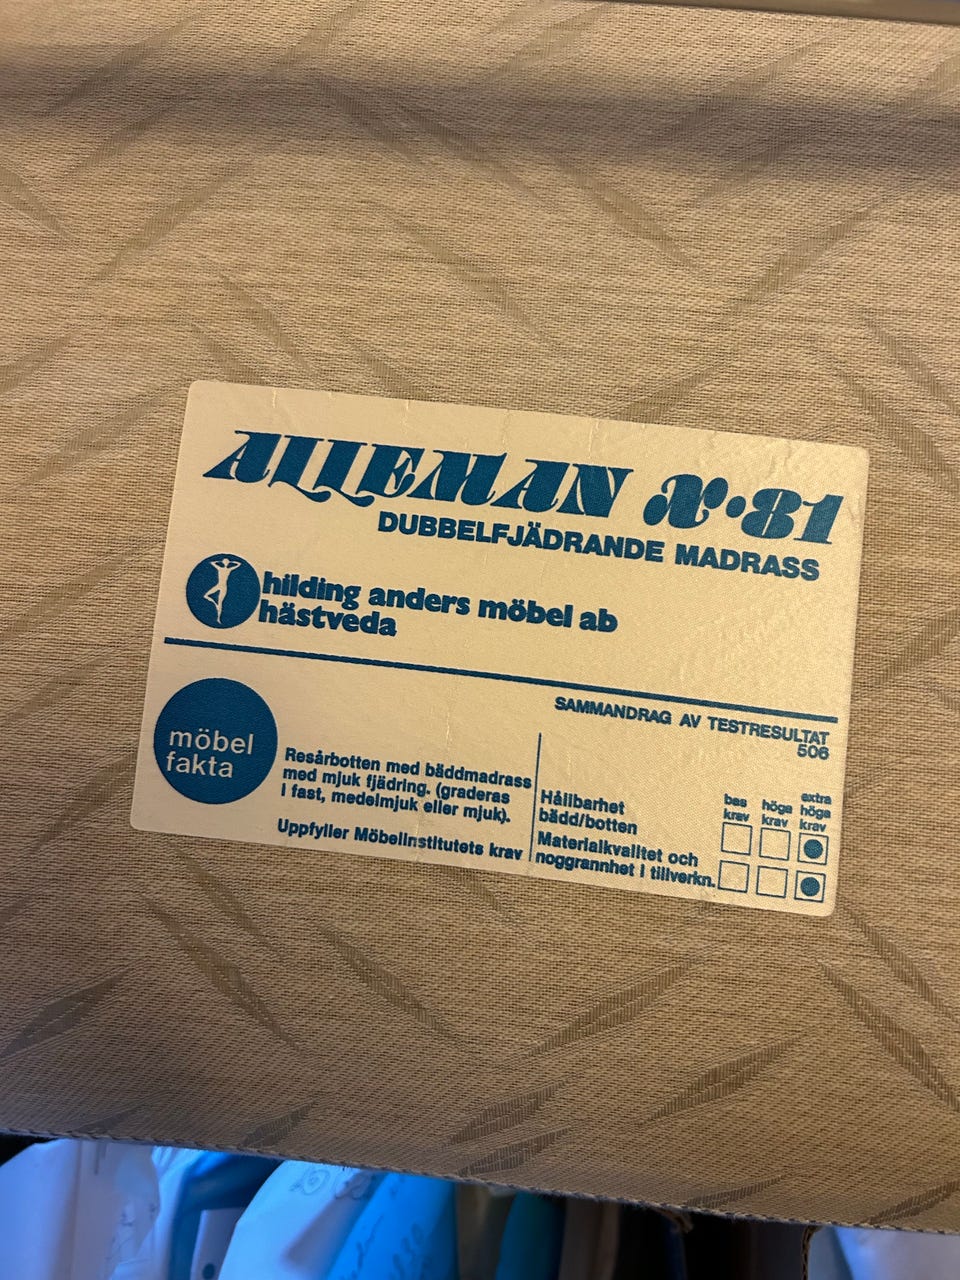 ALLEMAN X·81
DUBBELFJÄDRANDE MADRASS
hilding anders möbel ab
hästveda
SAMMANDRAG AV TESTRESULTAT
506
möbel
fakta
Resårbotten med bäddmadrass
med mjuk fjädring. (graderas
i fast, medelmjuk eller mjuk).
Uppfyller Möbelinstitutets krav
bas
krav
höga
krav
extra
höga
krav
Hållbarhet
bädd/botten
Materialkvalitet och
noggrannhet i tillverkn.